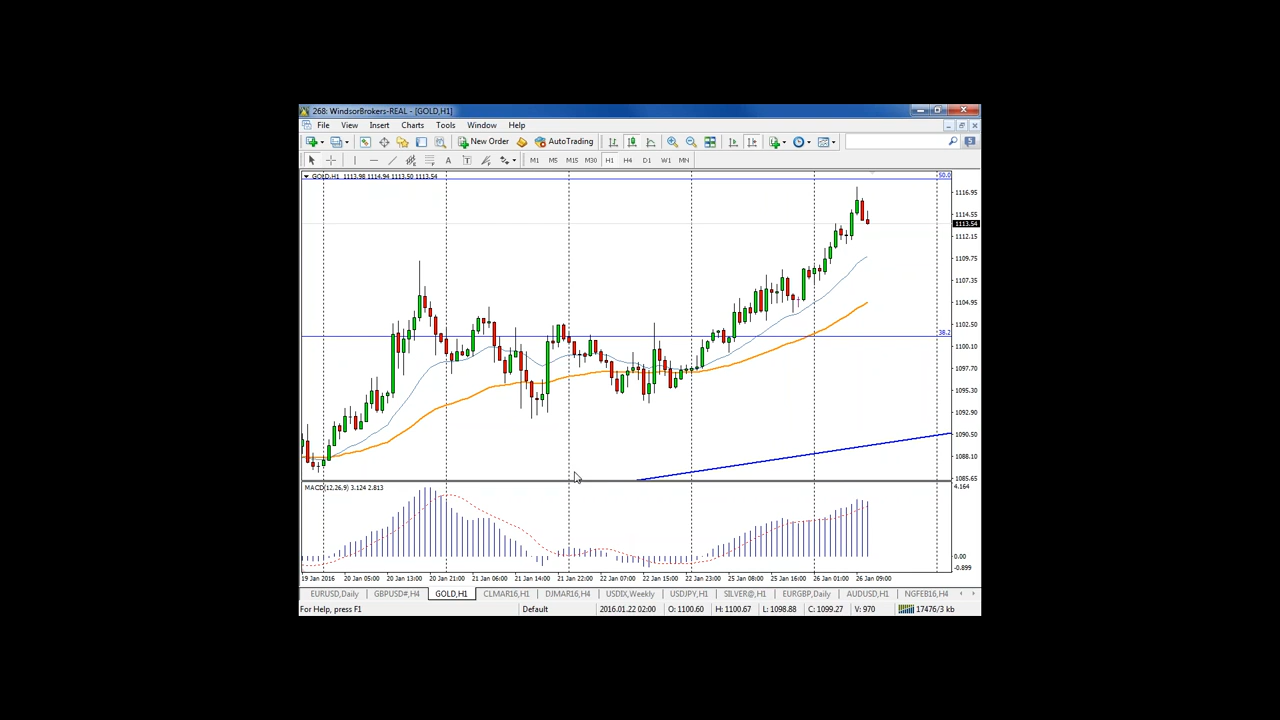 268: WindsorBrokers-REAL - [GOLD,H1]
File View Insert Charts Tools Window Help
New Order AutoTrading
A T M1 M5 M15 M30 H1 H4 D1 W1 MN
GOLD,H1 1113.98 1114.94 1113.50 1113.54
50.0
1116.95
1114.55
1113.54
1112.15
1109.75
1107.35
1104.95
1102.50
38.2
1100.10
1097.70
1095.30
1092.90
1090.50
1088.10
1085.65
MACD(12,26,9) 3.124 2.813
4.164
0.00
-0.899
19 Jan 2016 20 Jan 05:00 20 Jan 13:00 20 Jan 21:00 21 Jan 06:00 21 Jan 14:00 21 Jan 22:00 22 Jan 07:00 22 Jan 15:00 22 Jan 23:00 25 Jan 08:00 25 Jan 16:00 26 Jan 01:00 26 Jan 09:00
EURUSD,Daily GBPUSD#,H4 GOLD,H1 CLMAR16,H1 DJMAR16,H4 USDIX,Weekly USDJPY,H1 SILVER@,H1 EURGBP,Daily AUDUSD,H1 NGFEB16,H4
For Help, press F1 Default 2016.01.22 02:00 O: 1100.60 H: 1100.67 L: 1098.88 C: 1099.27 V: 970 17476/3 kb